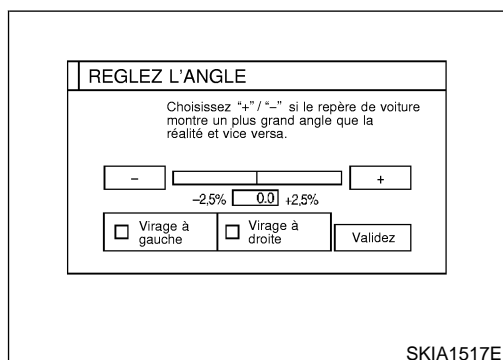 REGLEZ L'ANGLE
Choisissez "+" / "–" si le repère de voiture
montre un plus grand angle que la
réalité et vice versa.
–
+
-2,5% 0.0 +2,5%
Virage à
gauche
Virage à
droite
Validez
SKIA1517E